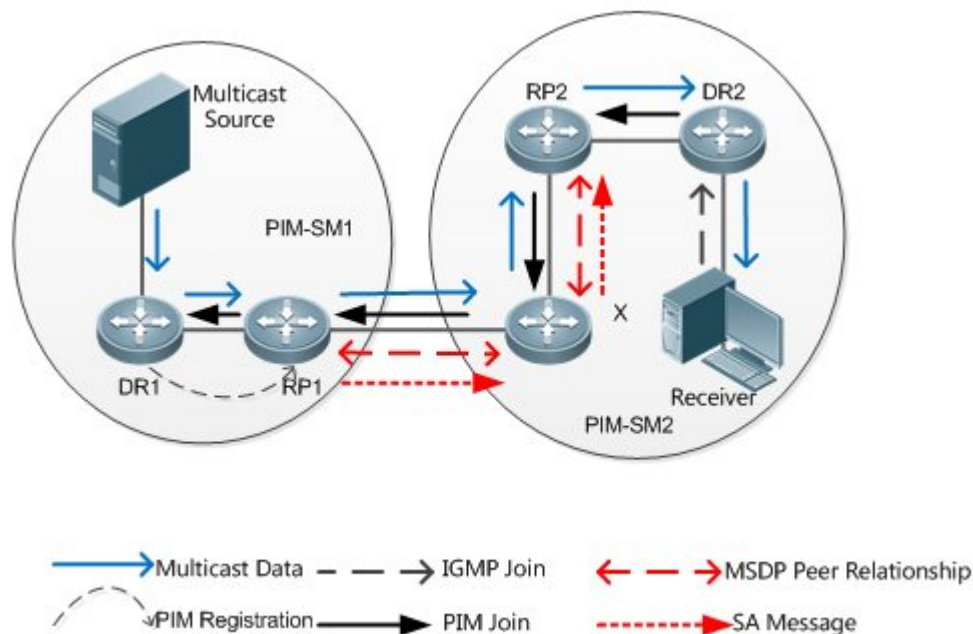 Multicast
Source
PIM-SM1
DR1
RP1
RP2
DR2
X
Receiver
PIM-SM2
Multicast Data
IGMP Join
MSDP Peer Relationship
PIM Registration
PIM Join
SA Message